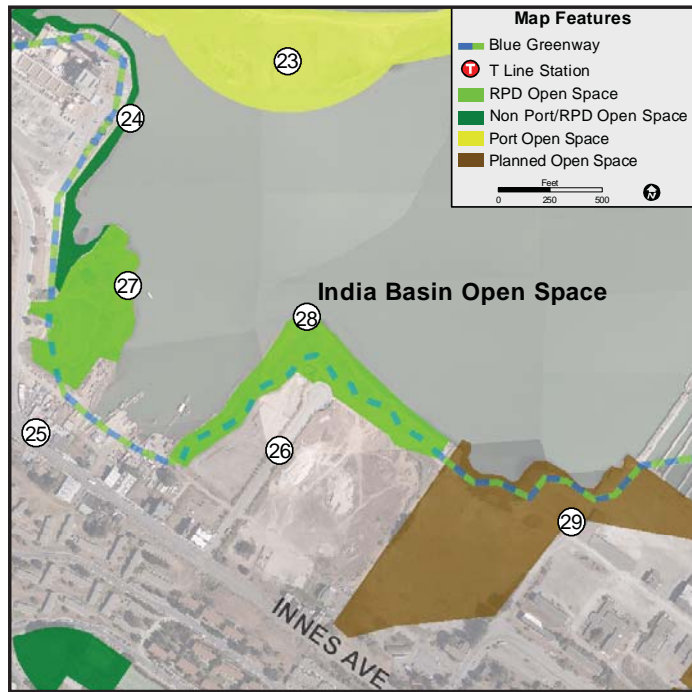 Map Features
Blue Greenway
T T Line Station
RPD Open Space
Non Port/RPD Open Space
Port Open Space
Planned Open Space
Feet
0 250 500
N
23
24
27
India Basin Open Space
28
25
26
29
INNES AVE